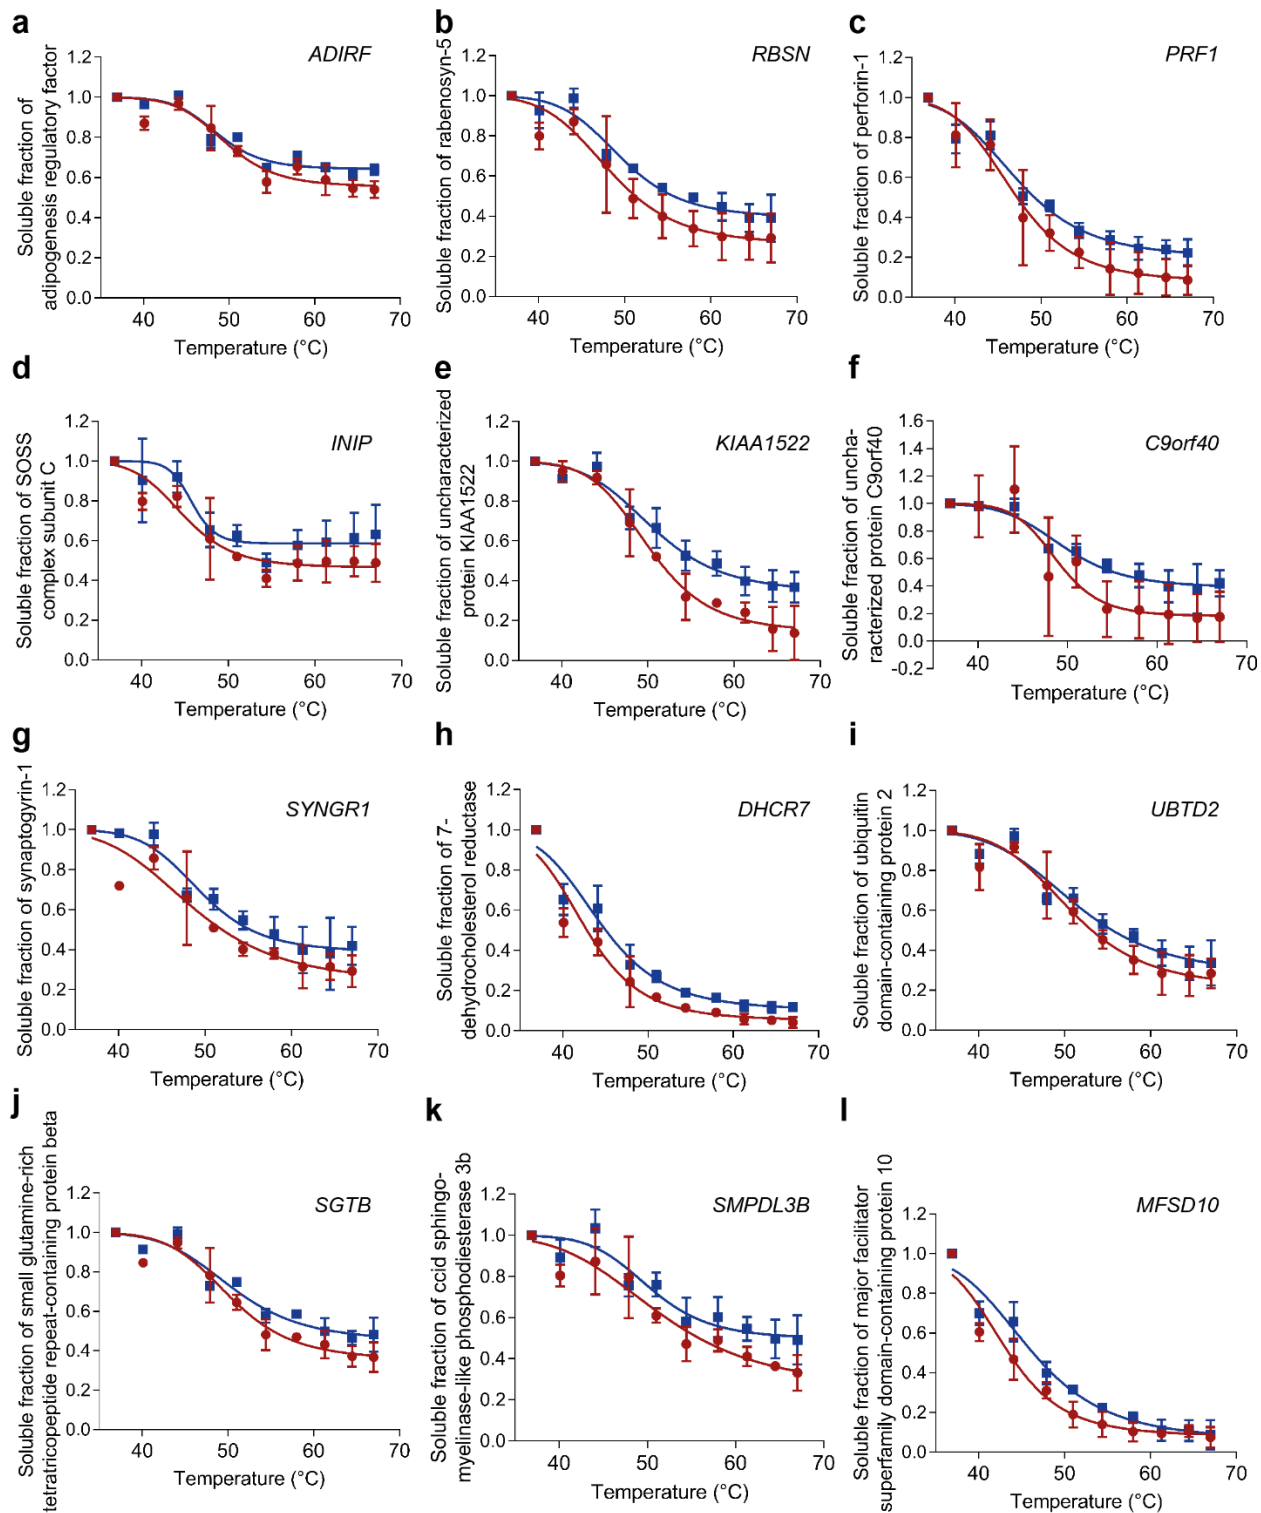 a
ADIRF
Soluble fraction of
adipogenesis regulatory factor
1.2
1.0
0.8
0.6
0.4
0.2
0.0
40
50
60
70
Temperature (°C)
b
RBSN
Soluble fraction of rabenosyn-5
1.2
1.0
0.8
0.6
0.4
0.2
0.0
40
50
60
70
Temperature (°C)
c
PRF1
Soluble fraction of perforin-1
1.2
1.0
0.8
0.6
0.4
0.2
0.0
40
50
60
70
Temperature (°C)
d
INIP
Soluble fraction of SOSS
complex subunit C
1.2
1.0
0.8
0.6
0.4
0.2
0.0
40
50
60
70
Temperature (°C)
e
KIAA1522
Soluble fraction of uncharacterized
protein KIAA1522
1.2
1.0
0.8
0.6
0.4
0.2
0.0
40
50
60
70
Temperature (°C)
f
C9orf40
Soluble fraction of uncha-
racterized protein C9orf40
1.6
1.4
1.2
1.0
0.8
0.6
0.4
0.2
0.0
-0.2
40
50
60
70
Temperature (°C)
g
SYNGR1
Soluble fraction of synaptogyrin-1
1.2
1.0
0.8
0.6
0.4
0.2
0.0
40
50
60
70
Temperature (°C)
h
DHCR7
Soluble fraction of 7-
dehydrocholesterol reductase
1.2
1.0
0.8
0.6
0.4
0.2
0.0
40
50
60
70
Temperature (°C)
i
UBTD2
Soluble fraction of ubiquitin
domain-containing protein 2
1.2
1.0
0.8
0.6
0.4
0.2
0.0
40
50
60
70
Temperature (°C)
j
SGTB
Soluble fraction of small glutamine-rich
tetratricopeptide repeat-containing protein beta
1.2
1.0
0.8
0.6
0.4
0.2
0.0
40
50
60
70
Temperature (°C)
k
SMPDL3B
Soluble fraction of ccid sphingo-
myelinase-like phosphodiesterase 3b
1.2
1.0
0.8
0.6
0.4
0.2
0.0
40
50
60
70
Temperature (°C)
l
MFSD10
Soluble fraction of major facilitator
superfamily domain-containing protein 10
1.2
1.0
0.8
0.6
0.4
0.2
0.0
40
50
60
70
Temperature (°C)